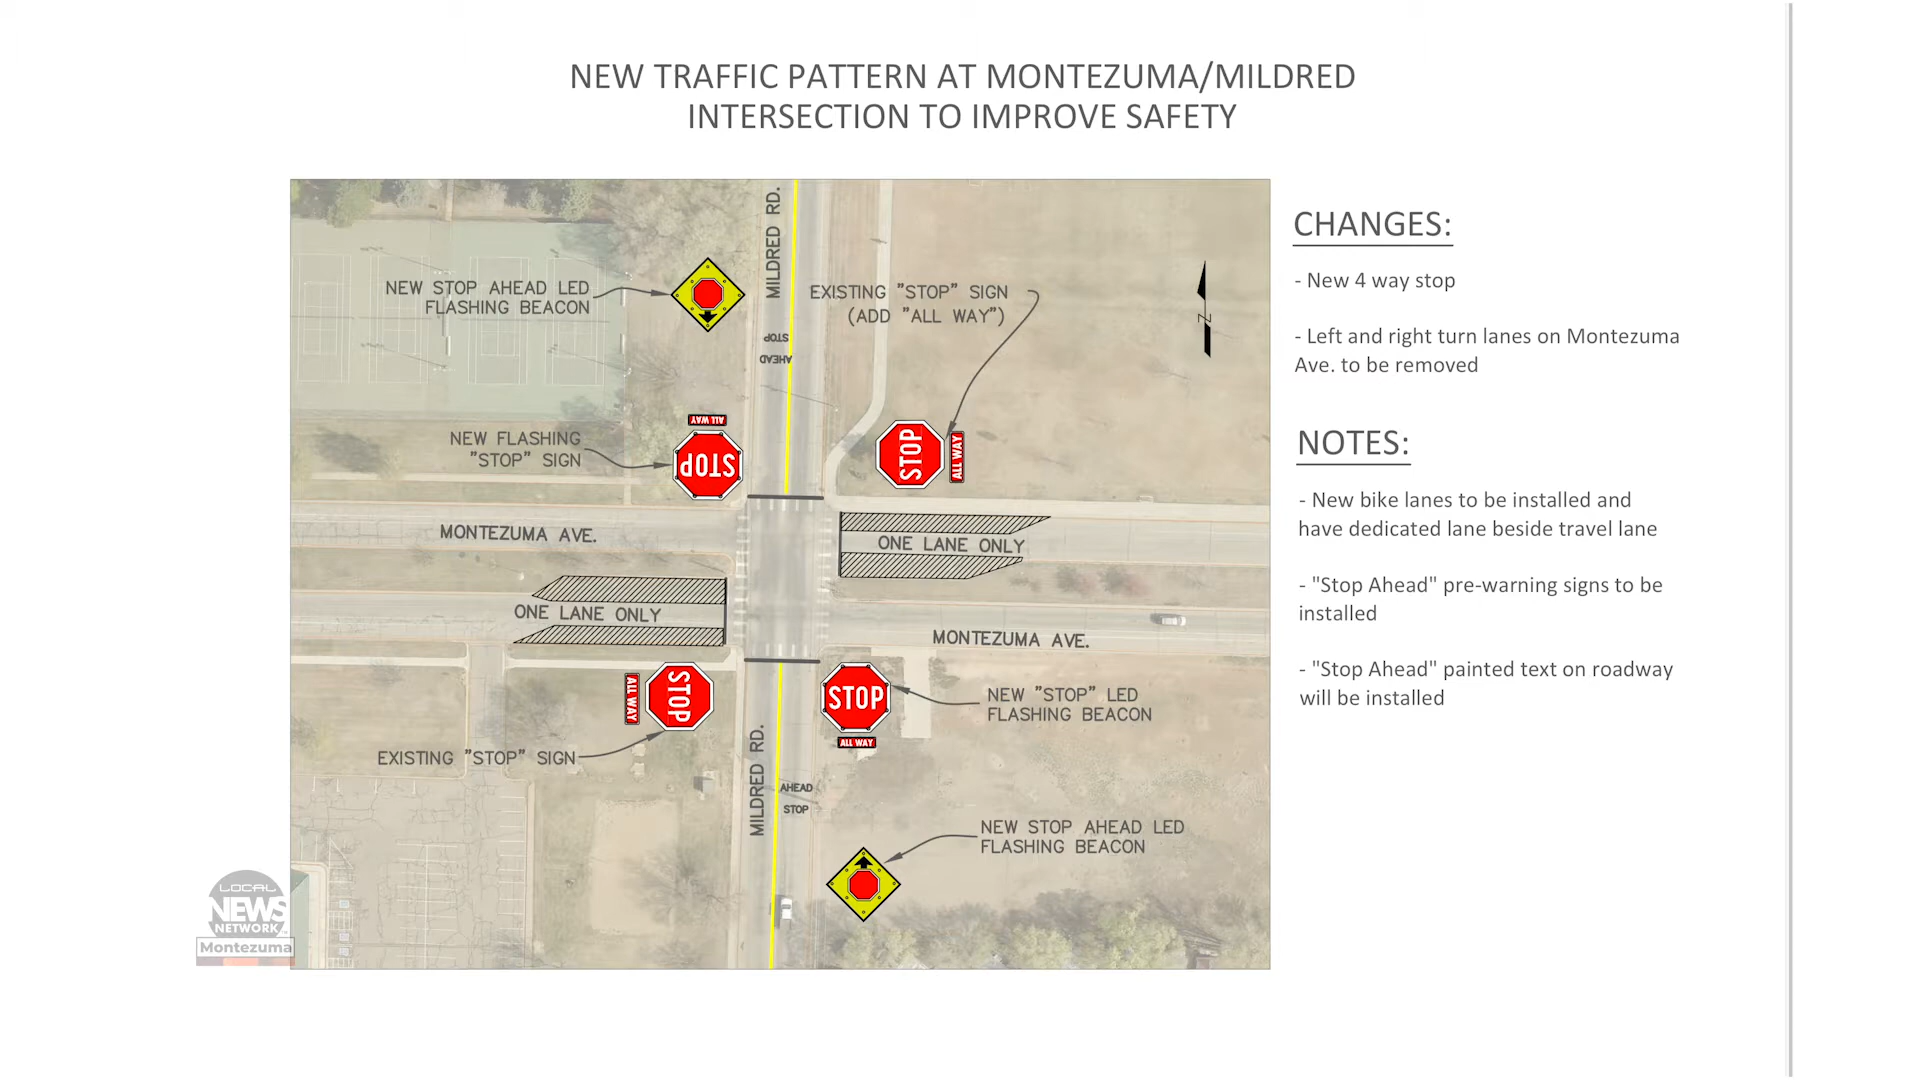 NEW TRAFFIC PATTERN AT MONTEZUMA/MILDRED
INTERSECTION TO IMPROVE SAFETY
MILDRED RD.
NEW STOP AHEAD LED
FLASHING BEACON
EXISTING "STOP" SIGN
(ADD "ALL WAY")
STOP
AHEAD
N
ALL WAY
STOP
NEW FLASHING
"STOP" SIGN
STOP
ALL WAY
MONTEZUMA AVE.
ONE LANE ONLY
ONE LANE ONLY
MONTEZUMA AVE.
ALL WAY
STOP
STOP
ALL WAY
NEW "STOP" LED
FLASHING BEACON
EXISTING "STOP" SIGN
MILDRED RD.
AHEAD
STOP
NEW STOP AHEAD LED
FLASHING BEACON
CHANGES:
- New 4 way stop
- Left and right turn lanes on Montezuma
Ave. to be removed
NOTES:
- New bike lanes to be installed and
have dedicated lane beside travel lane
- "Stop Ahead" pre-warning signs to be
installed
- "Stop Ahead" painted text on roadway
will be installed
LOCAL
NEWS
NETWORK
Montezuma